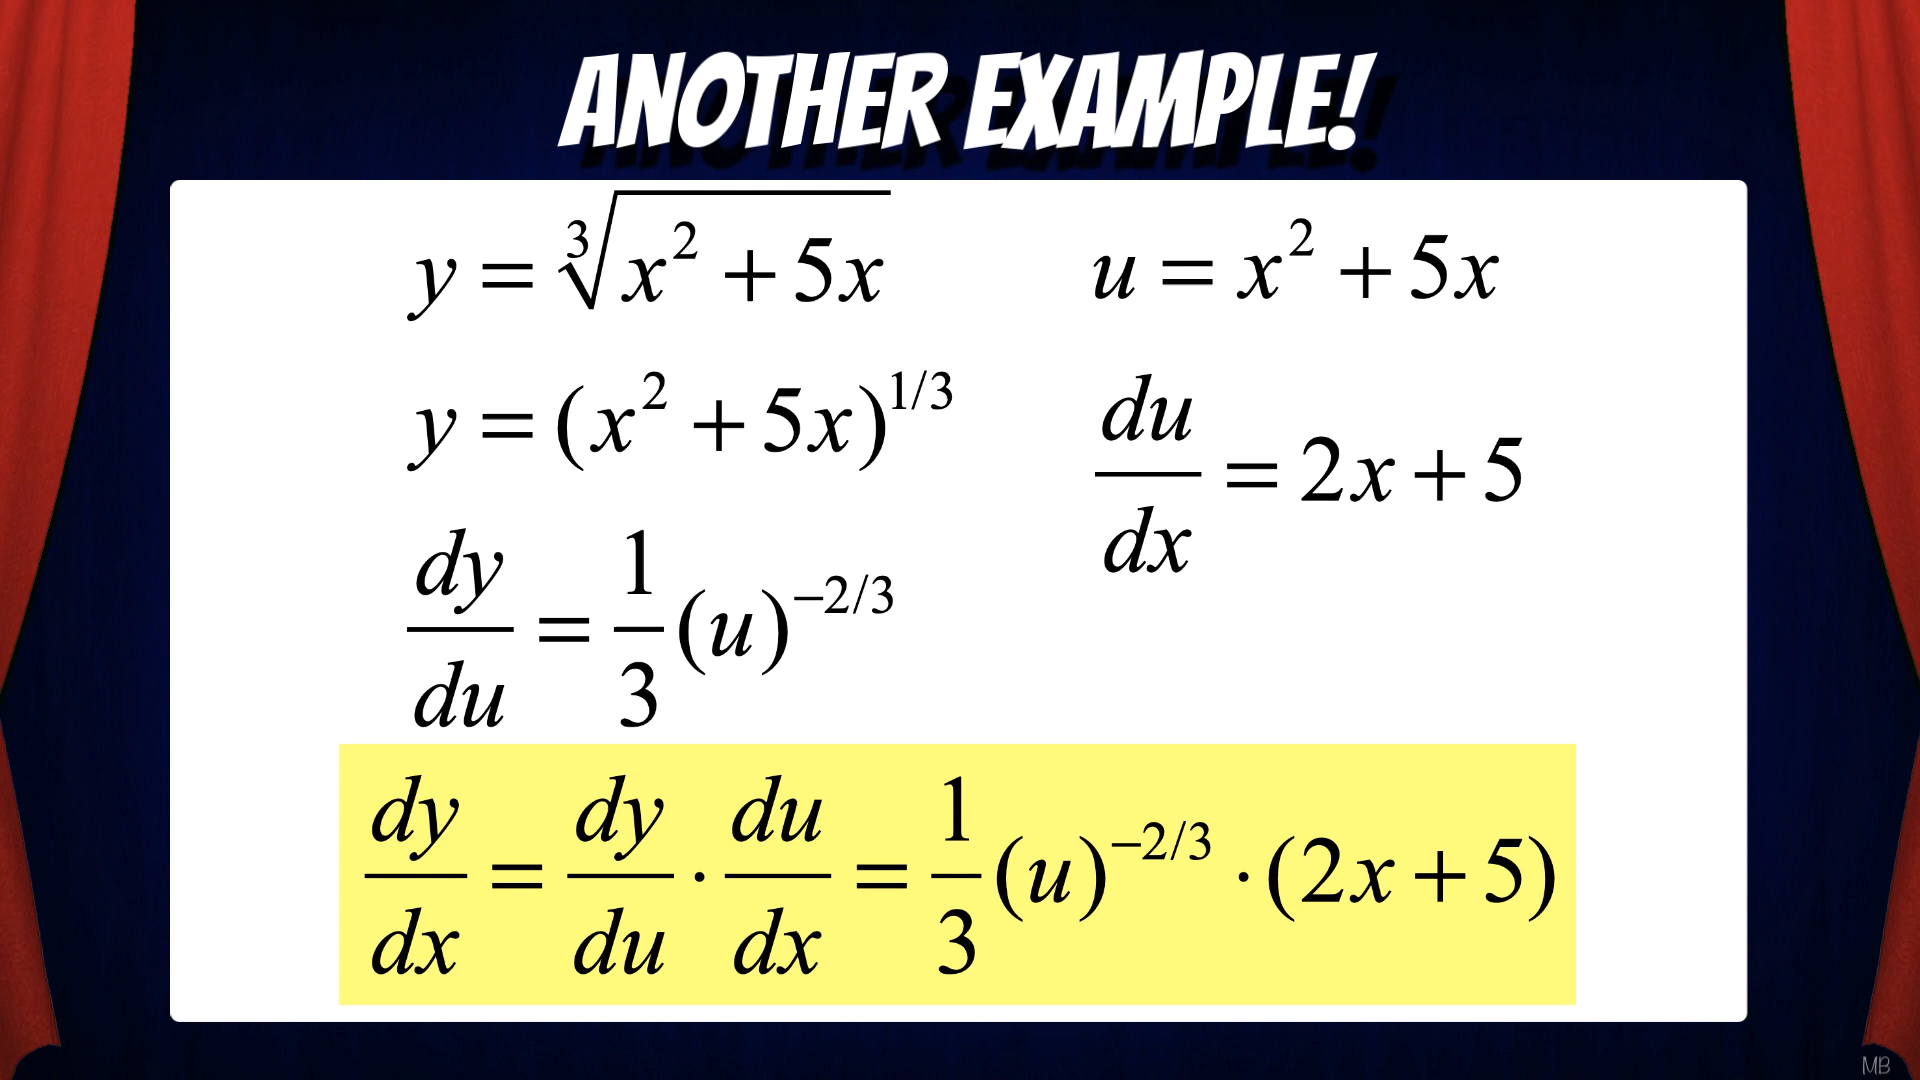 ANOTHER EXAMPLE!
y = ∛(x² + 5x)
y = (x² + 5x)^(1/3)
dy/du = 1/3 (u)^(−2/3)
u = x² + 5x
du/dx = 2x + 5
dy/dx = dy/du · du/dx = 1/3 (u)^(−2/3) · (2x + 5)
MB